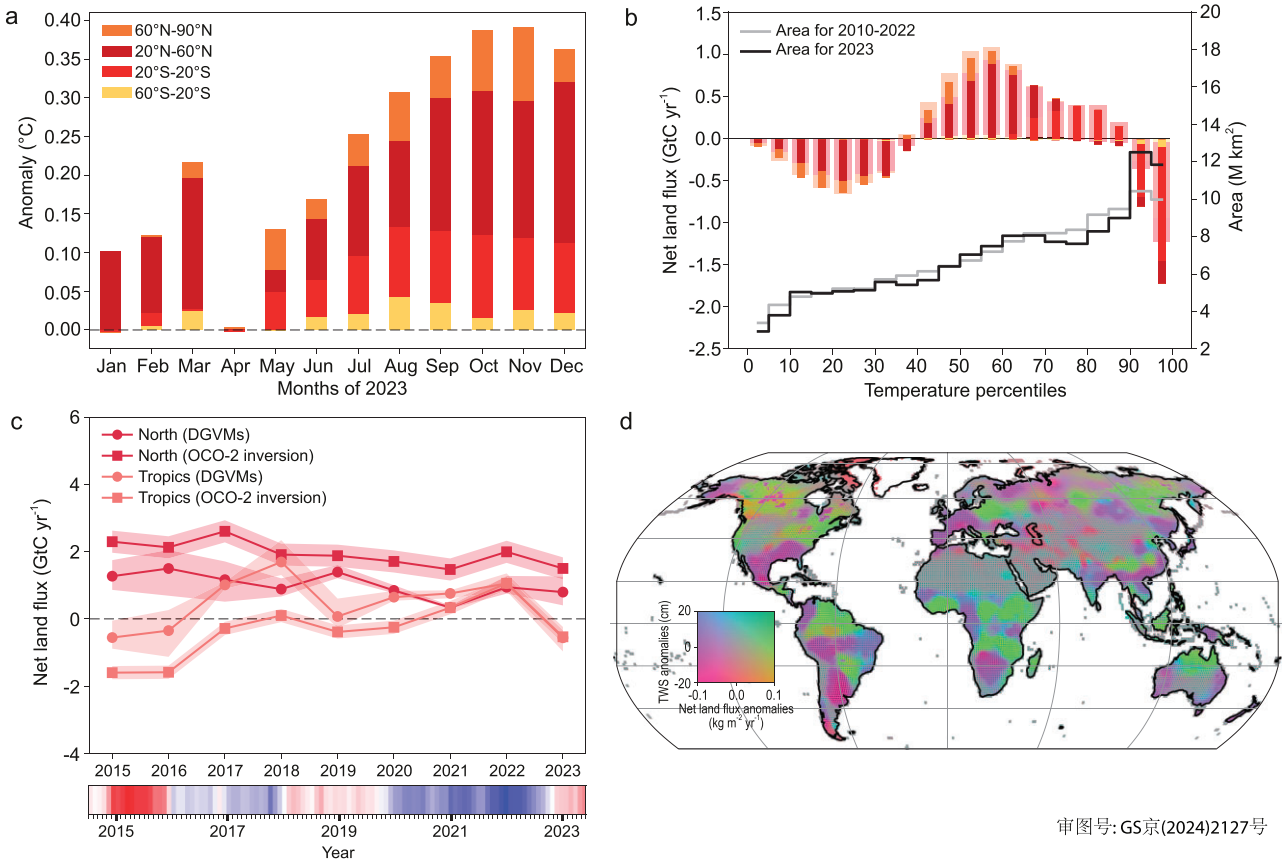 a
0.40
0.35
0.30
0.25
0.20
0.15
0.10
0.05
0.00
Anomaly (°C)
60°N-90°N
20°N-60°N
20°S-20°S
60°S-20°S
Jan Feb Mar Apr May Jun Jul Aug Sep Oct Nov Dec
Months of 2023
b
1.5
1.0
0.5
0.0
-0.5
-1.0
-1.5
-2.0
-2.5
Net land flux (GtC yr⁻¹)
Area for 2010-2022
Area for 2023
20
18
16
14
12
10
8
6
4
2
Area (M km²)
0 10 20 30 40 50 60 70 80 90 100
Temperature percentiles
c
6
4
2
0
-2
-4
Net land flux (GtC yr⁻¹)
North (DGVMs)
North (OCO-2 inversion)
Tropics (DGVMs)
Tropics (OCO-2 inversion)
2015 2016 2017 2018 2019 2020 2021 2022 2023
2015 2017 2019 2021 2023
Year
d
TWS anomalies (cm)
20
0
-20
-0.1 0.0 0.1
Net land flux anomalies
(kg m⁻² yr⁻¹)
审图号: GS京(2024)2127号